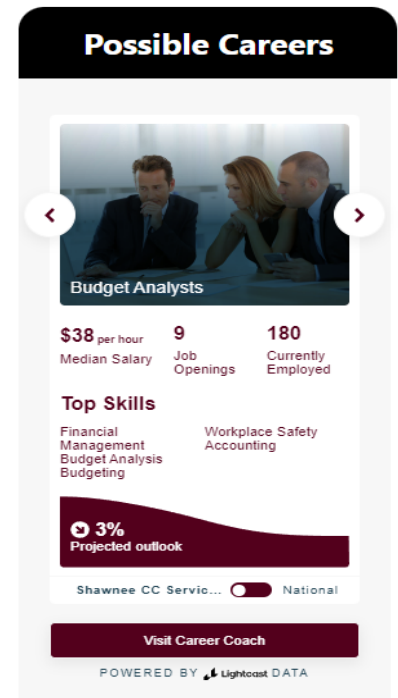 Possible Careers
Budget Analysts
$38 per hour
Median Salary
9
Job
Openings
180
Currently
Employed
Top Skills
Financial
Management
Budget Analysis
Budgeting
Workplace Safety
Accounting
3%
Projected outlook
Shawnee CC Servic... National
Visit Career Coach
POWERED BY Lightcast DATA